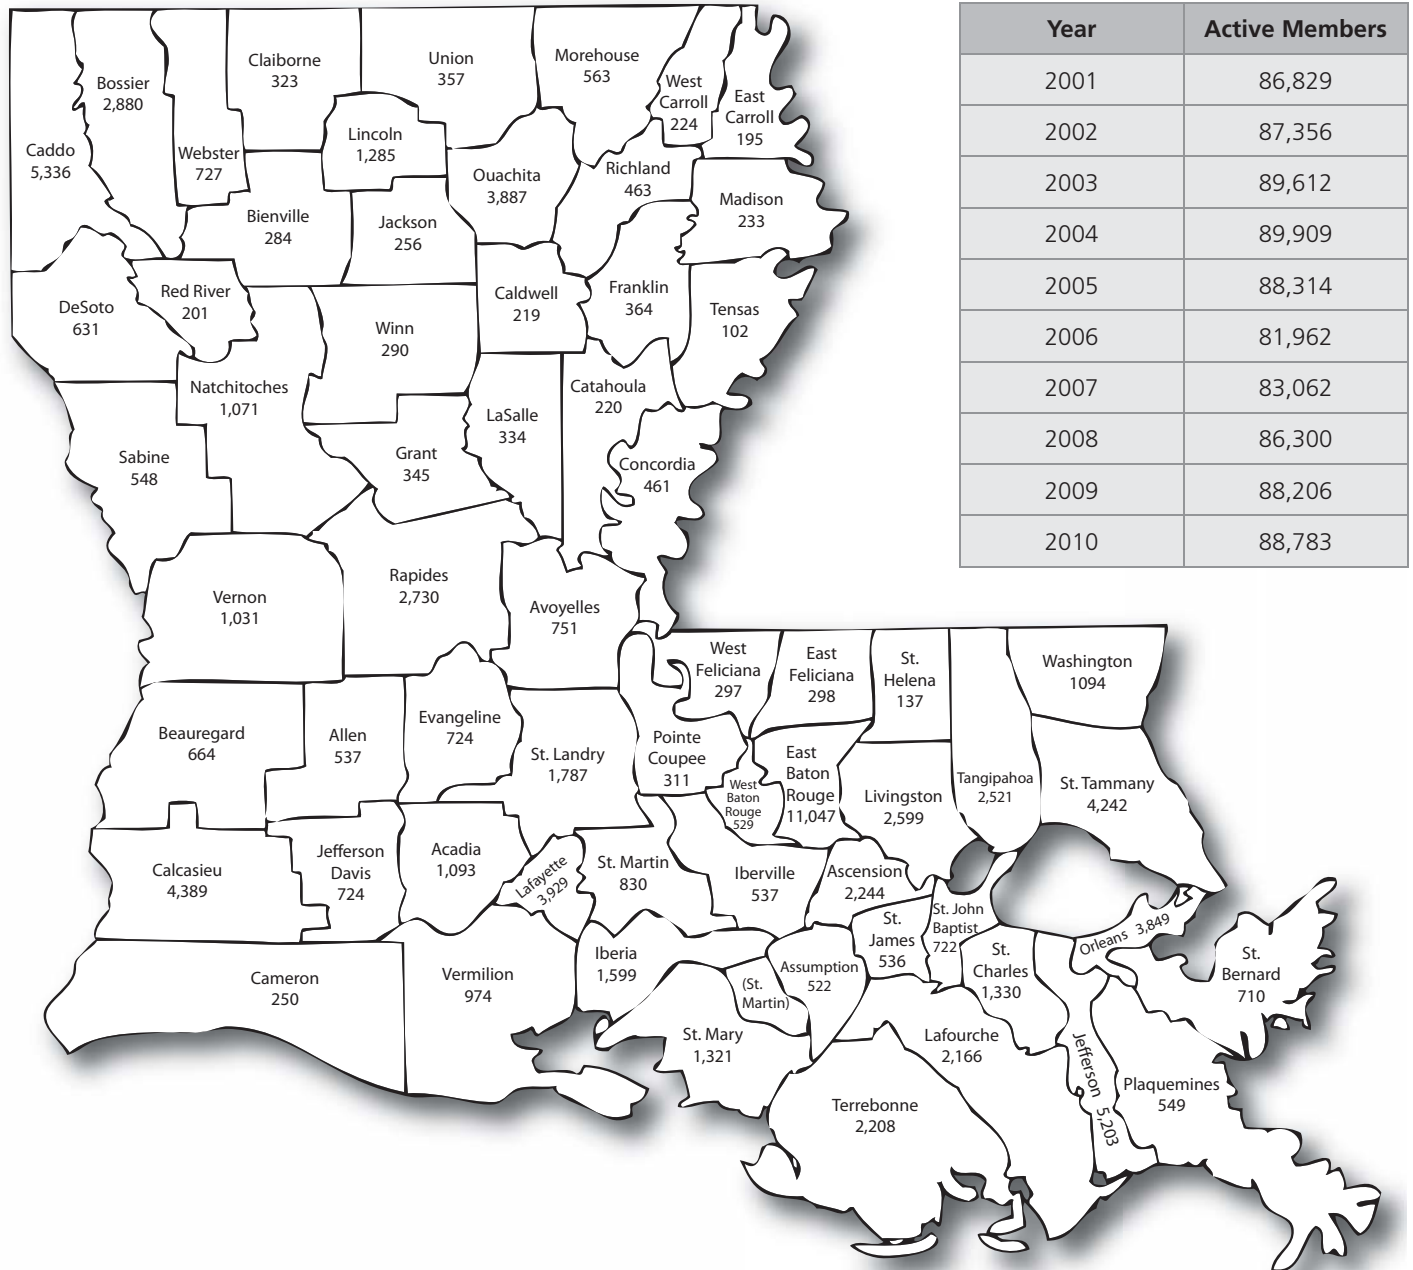 Year Active Members
2001 86,829
2002 87,356
2003 89,612
2004 89,909
2005 88,314
2006 81,962
2007 83,062
2008 86,300
2009 88,206
2010 88,783
Caddo
5,336
Bossier
2,880
Webster
727
Claiborne
323
Union
357
Morehouse
563
West
Carroll
224
East
Carroll
195
Lincoln
1,285
Ouachita
3,887
Richland
463
Madison
233
Bienville
284
Jackson
256
DeSoto
631
Red River
201
Winn
290
Caldwell
219
Franklin
364
Tensas
102
Natchitoches
1,071
LaSalle
334
Catahoula
220
Sabine
548
Grant
345
Concordia
461
Vernon
1,031
Rapides
2,730
Avoyelles
751
West
Feliciana
297
East
Feliciana
298
St.
Helena
137
Washington
1094
Beauregard
664
Allen
537
Evangeline
724
St. Landry
1,787
Pointe
Coupee
311
West
Baton
Rouge
529
East
Baton
Rouge
11,047
Livingston
2,599
Tangipahoa
2,521
St. Tammany
4,242
Calcasieu
4,389
Jefferson
Davis
724
Acadia
1,093
Lafayette
3,929
St. Martin
830
Iberville
537
Ascension
2,244
St.
James
536
St. John
Baptist
722
St.
Charles
1,330
Orleans 3,849
St.
Bernard
710
Cameron
250
Vermilion
974
Iberia
1,599
(St.
Martin)
Assumption
522
St. Mary
1,321
Lafourche
2,166
Jefferson 5,203
Plaquemines
549
Terrebonne
2,208